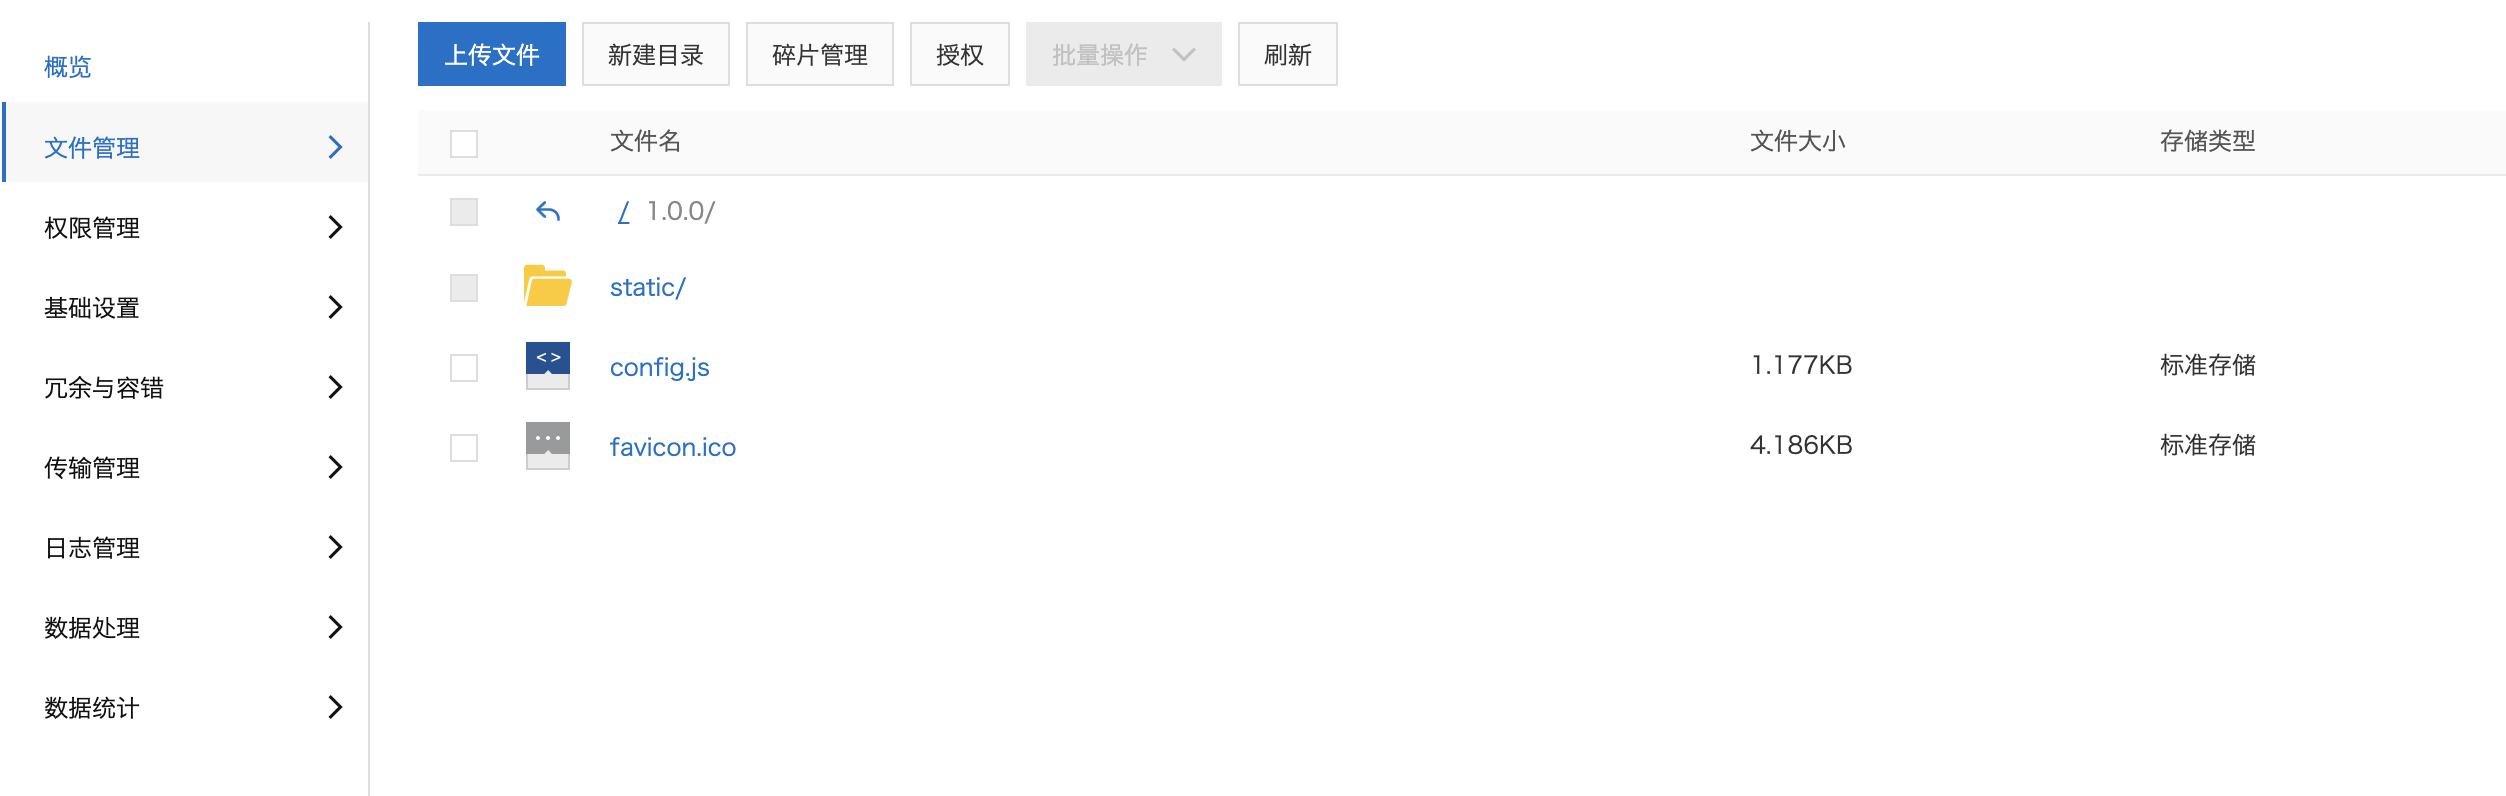 概览
文件管理
权限管理
基础设置
冗余与容错
传输管理
日志管理
数据处理
数据统计
上传文件 新建目录 碎片管理 授权 批量操作 刷新
文件名 文件大小 存储类型
/ 1.0.0/
static/
config.js 1.177KB 标准存储
favicon.ico 4.186KB 标准存储